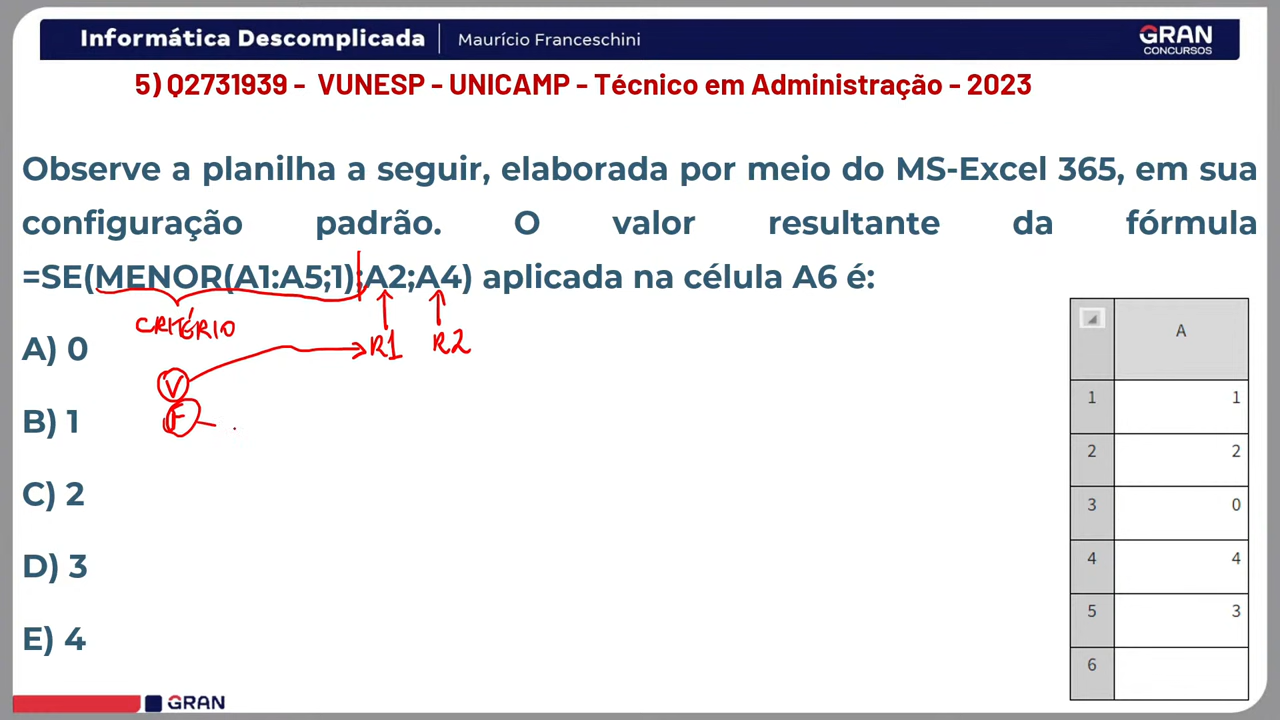 Informática Descomplicada | Maurício Franceschini
GRAN
CONCURSOS
5) Q2731939 - VUNESP - UNICAMP - Técnico em Administração - 2023
Observe a planilha a seguir, elaborada por meio do MS-Excel 365, em sua
configuração padrão. O valor resultante da fórmula
=SE(MENOR(A1:A5;1);A2;A4) aplicada na célula A6 é:
CRITÉRIO
R1 R2
A) 0
V
F
B) 1
C) 2
D) 3
E) 4
A
1 1
2 2
3 0
4 4
5 3
6
GRAN